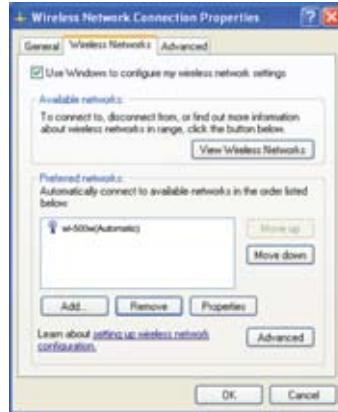 Wireless Network Connection Properties
General Wireless Networks Advanced
Use Windows to configure my wireless network settings
Available networks:
To connect to, disconnect from, or find out more information
about wireless networks in range, click the button below.
View Wireless Networks
Preferred networks:
Automatically connect to available networks in the order listed
below:
wl-500w(Automatic)
Move up
Move down
Add... Remove Properties
Learn about setting up wireless network
configuration.
Advanced
OK Cancel